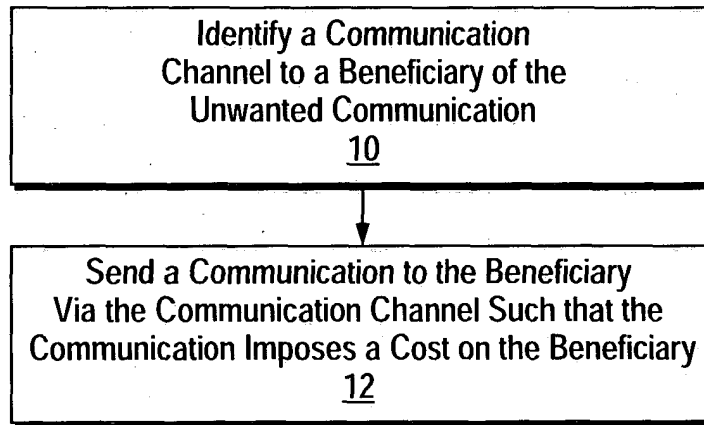 Identify a Communication
Channel to a Beneficiary of the
Unwanted Communication
10
Send a Communication to the Beneficiary
Via the Communication Channel Such that the
Communication Imposes a Cost on the Beneficiary
12